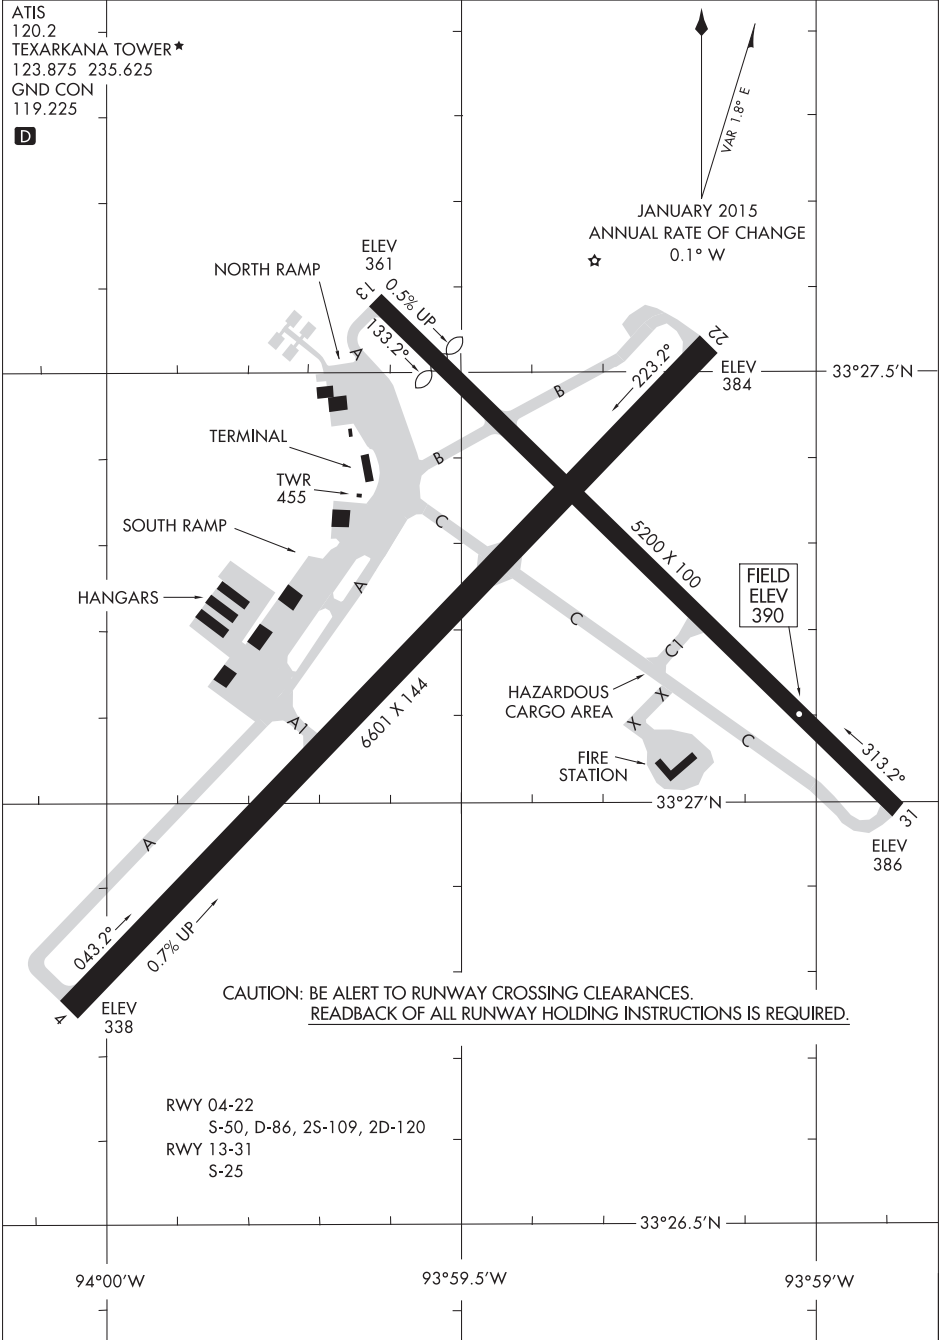 ATIS
120.2
TEXARKANA TOWER★
123.875 235.625
GND CON
119.225
D
VAR 1.8° E
JANUARY 2015
ANNUAL RATE OF CHANGE
0.1° W
ELEV
361
NORTH RAMP
13
0.5% UP
133.2°
A
22
223.2°
ELEV
384
33°27.5'N
B
TERMINAL
B
TWR
455
C
SOUTH RAMP
5200 X 100
FIELD
ELEV
390
HANGARS
A
C
C1
HAZARDOUS
CARGO AREA
X
X
6601 X 144
A1
C
FIRE
STATION
313.2°
33°27'N
31
ELEV
386
A
043.2°
0.7% UP
4
ELEV
338
CAUTION: BE ALERT TO RUNWAY CROSSING CLEARANCES.
READBACK OF ALL RUNWAY HOLDING INSTRUCTIONS IS REQUIRED.
RWY 04-22
S-50, D-86, 2S-109, 2D-120
RWY 13-31
S-25
33°26.5'N
94°00'W
93°59.5'W
93°59'W